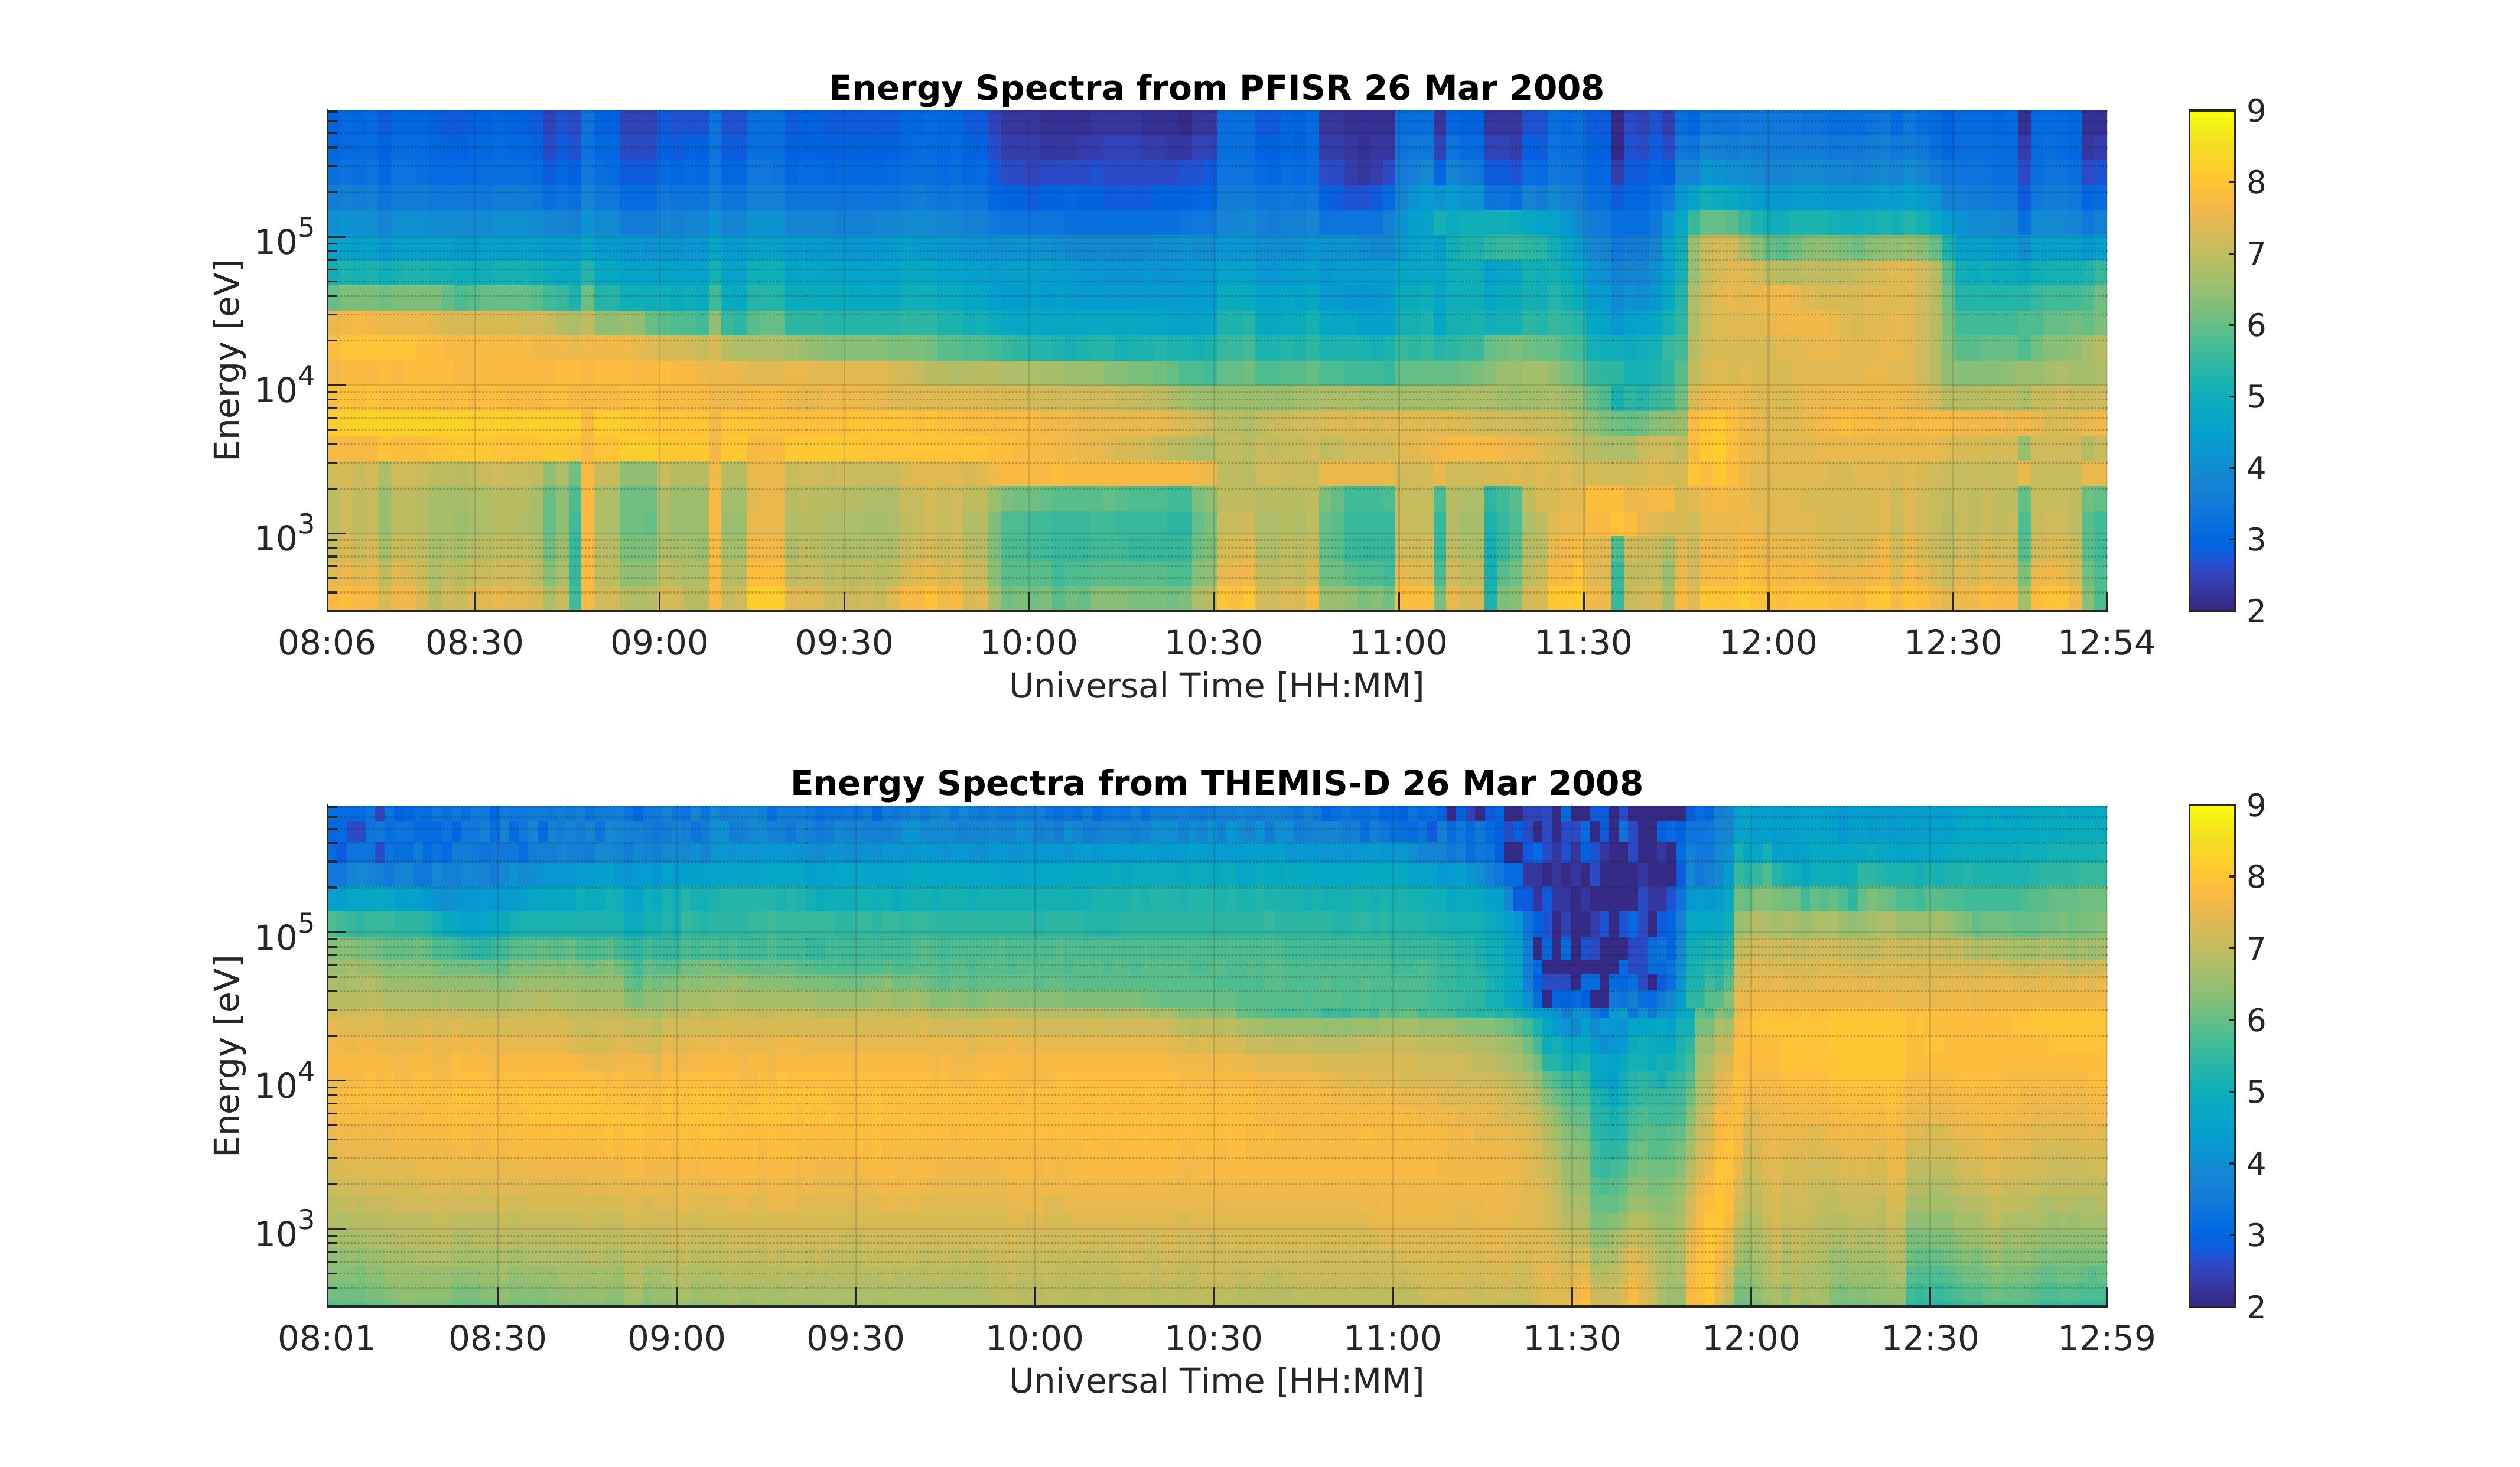 Energy Spectra from PFISR 26 Mar 2008
Energy [eV]
10^5
10^4
10^3
08:06 08:30 09:00 09:30 10:00 10:30 11:00 11:30 12:00 12:30 12:54
Universal Time [HH:MM]
9
8
7
6
5
4
3
2
Energy Spectra from THEMIS-D 26 Mar 2008
Energy [eV]
10^5
10^4
10^3
08:01 08:30 09:00 09:30 10:00 10:30 11:00 11:30 12:00 12:30 12:59
Universal Time [HH:MM]
9
8
7
6
5
4
3
2